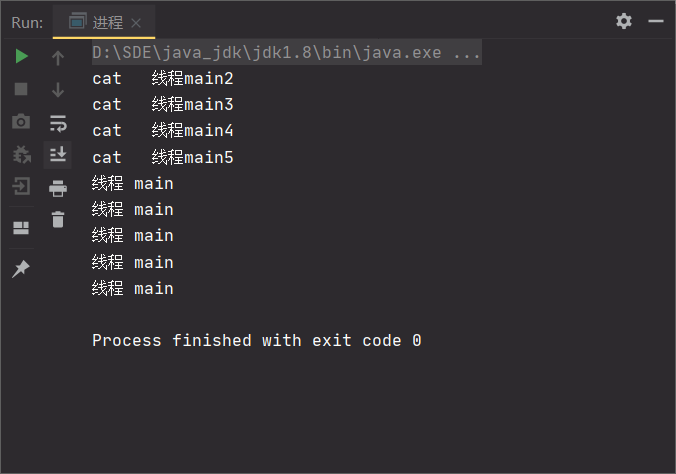 Run: 进程
D:\SDE\java_jdk\jdk1.8\bin\java.exe ...
cat   线程main2
cat   线程main3
cat   线程main4
cat   线程main5
线程 main
线程 main
线程 main
线程 main
线程 main
Process finished with exit code 0